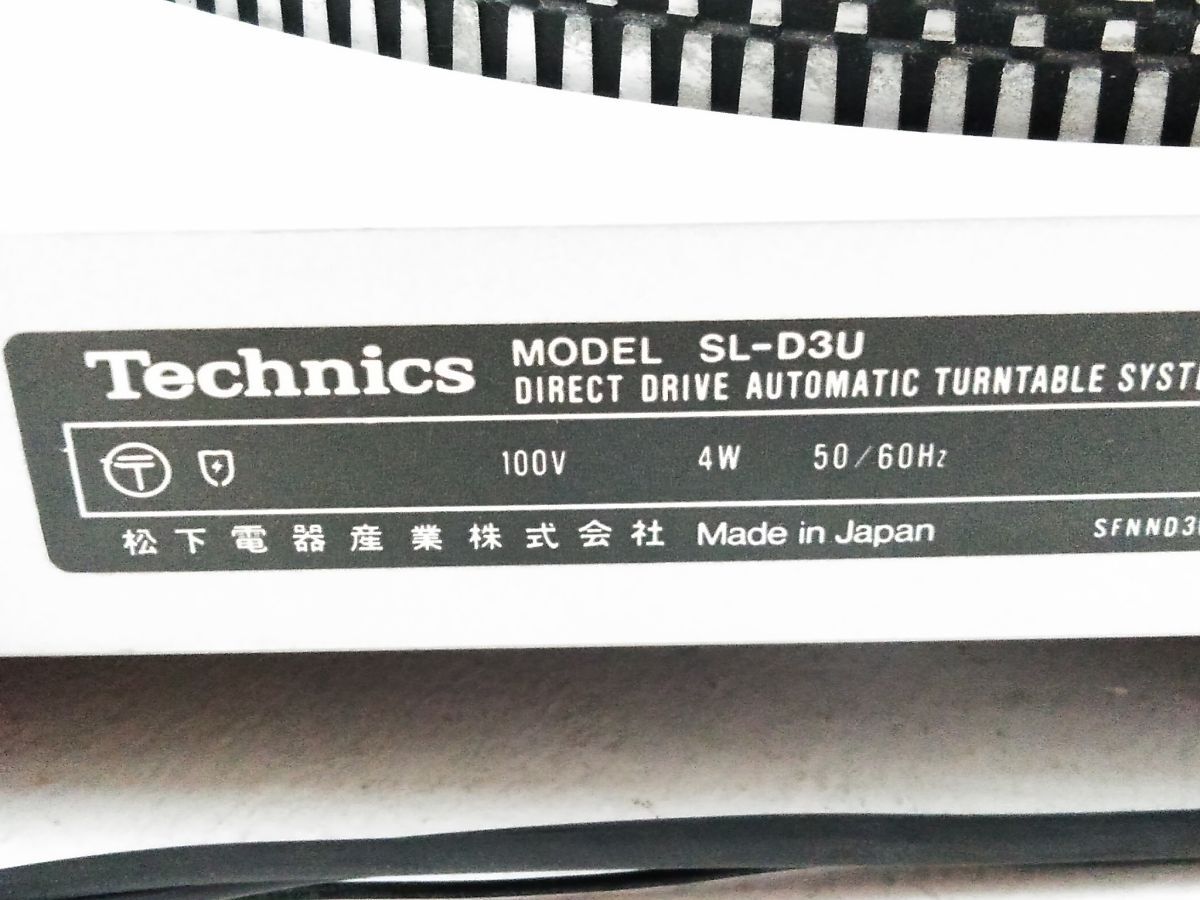 Technics
MODEL SL-D3U
DIRECT DRIVE AUTOMATIC TURNTABLE
100V 4W 50/60Hz
松下電器産業株式会社 Made in Japan